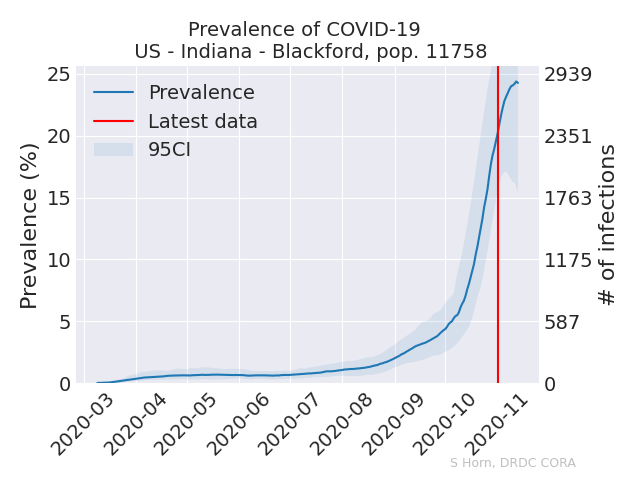 Prevalence of COVID-19
US - Indiana - Blackford, pop. 11758
Prevalence
Latest data
95CI
Prevalence (%)
25
20
15
10
5
0
2939
2351
1763
1175
587
0
# of infections
2020-03
2020-04
2020-05
2020-06
2020-07
2020-08
2020-09
2020-10
2020-11
S Horn, DRDC CORA